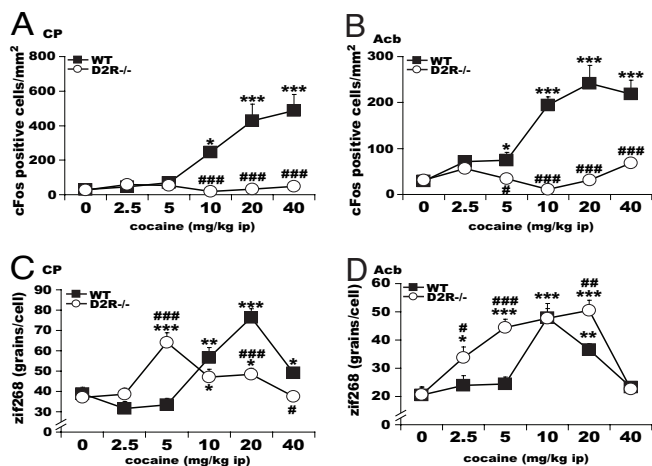 A
CP
WT
D2R-/-
cFos positive cells/mm²
800
600
400
200
0
* *** ***
### ### ###
0 2.5 5 10 20 40
cocaine (mg/kg ip)
B
Acb
WT
D2R-/-
cFos positive cells/mm²
300
200
100
0
* *** *** ***
# ### ### ###
0 2.5 5 10 20 40
cocaine (mg/kg ip)
C
CP
WT
D2R-/-
zif268 (grains/cell)
90
80
70
60
50
40
30
0
###
***
**
***
###
*
*
*
#
0 2.5 5 10 20 40
cocaine (mg/kg ip)
D
Acb
WT
D2R-/-
zif268 (grains/cell)
60
50
40
30
20
0
#
*
###
***
***
##
***
**
0 2.5 5 10 20 40
cocaine (mg/kg ip)